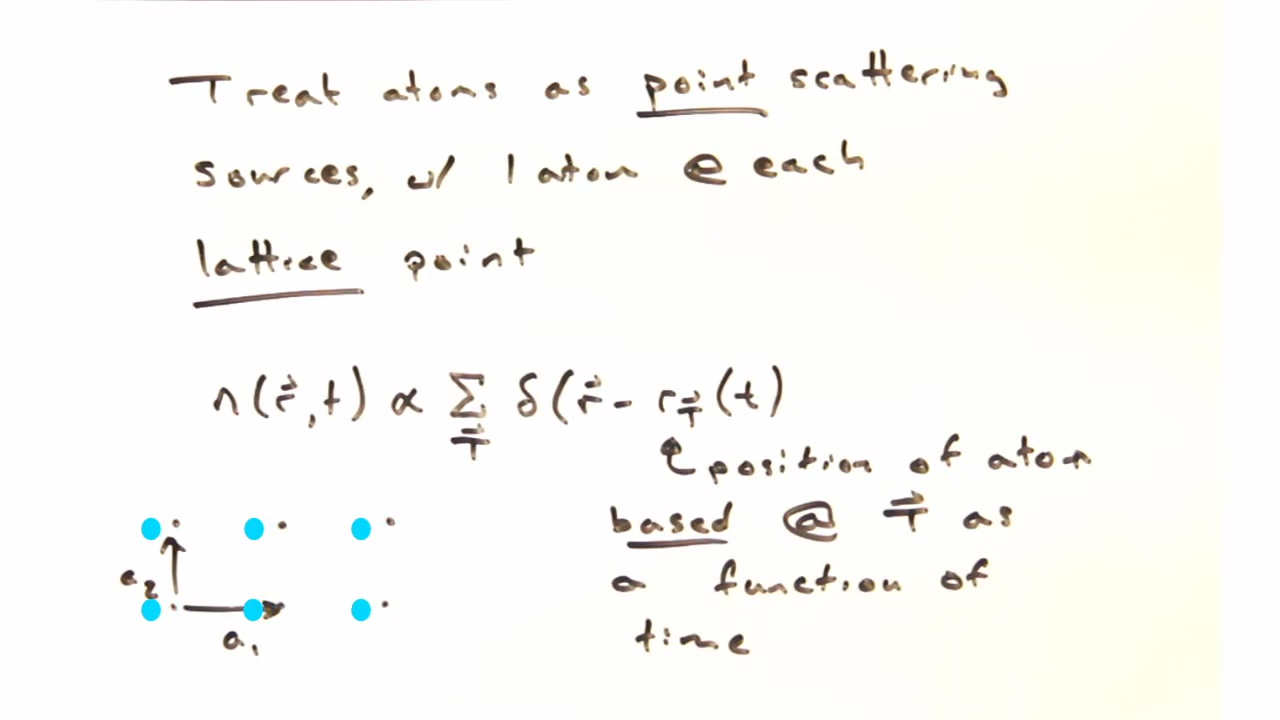 Treat atoms as point scattering
sources, w/ 1 atom @ each
lattice point
n(r⃗,t) ∝ Σ_T⃗ δ(r⃗ - r_T⃗(t)
position of atom
based @ T⃗ as
a function of
time
a₂
a₁